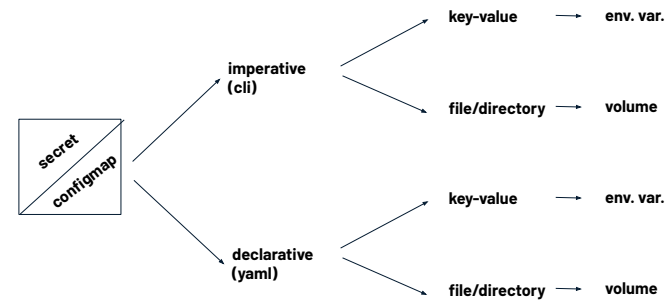 secret
configmap
imperative
(cli)
key-value
env. var.
file/directory
volume
declarative
(yaml)
key-value
env. var.
file/directory
volume